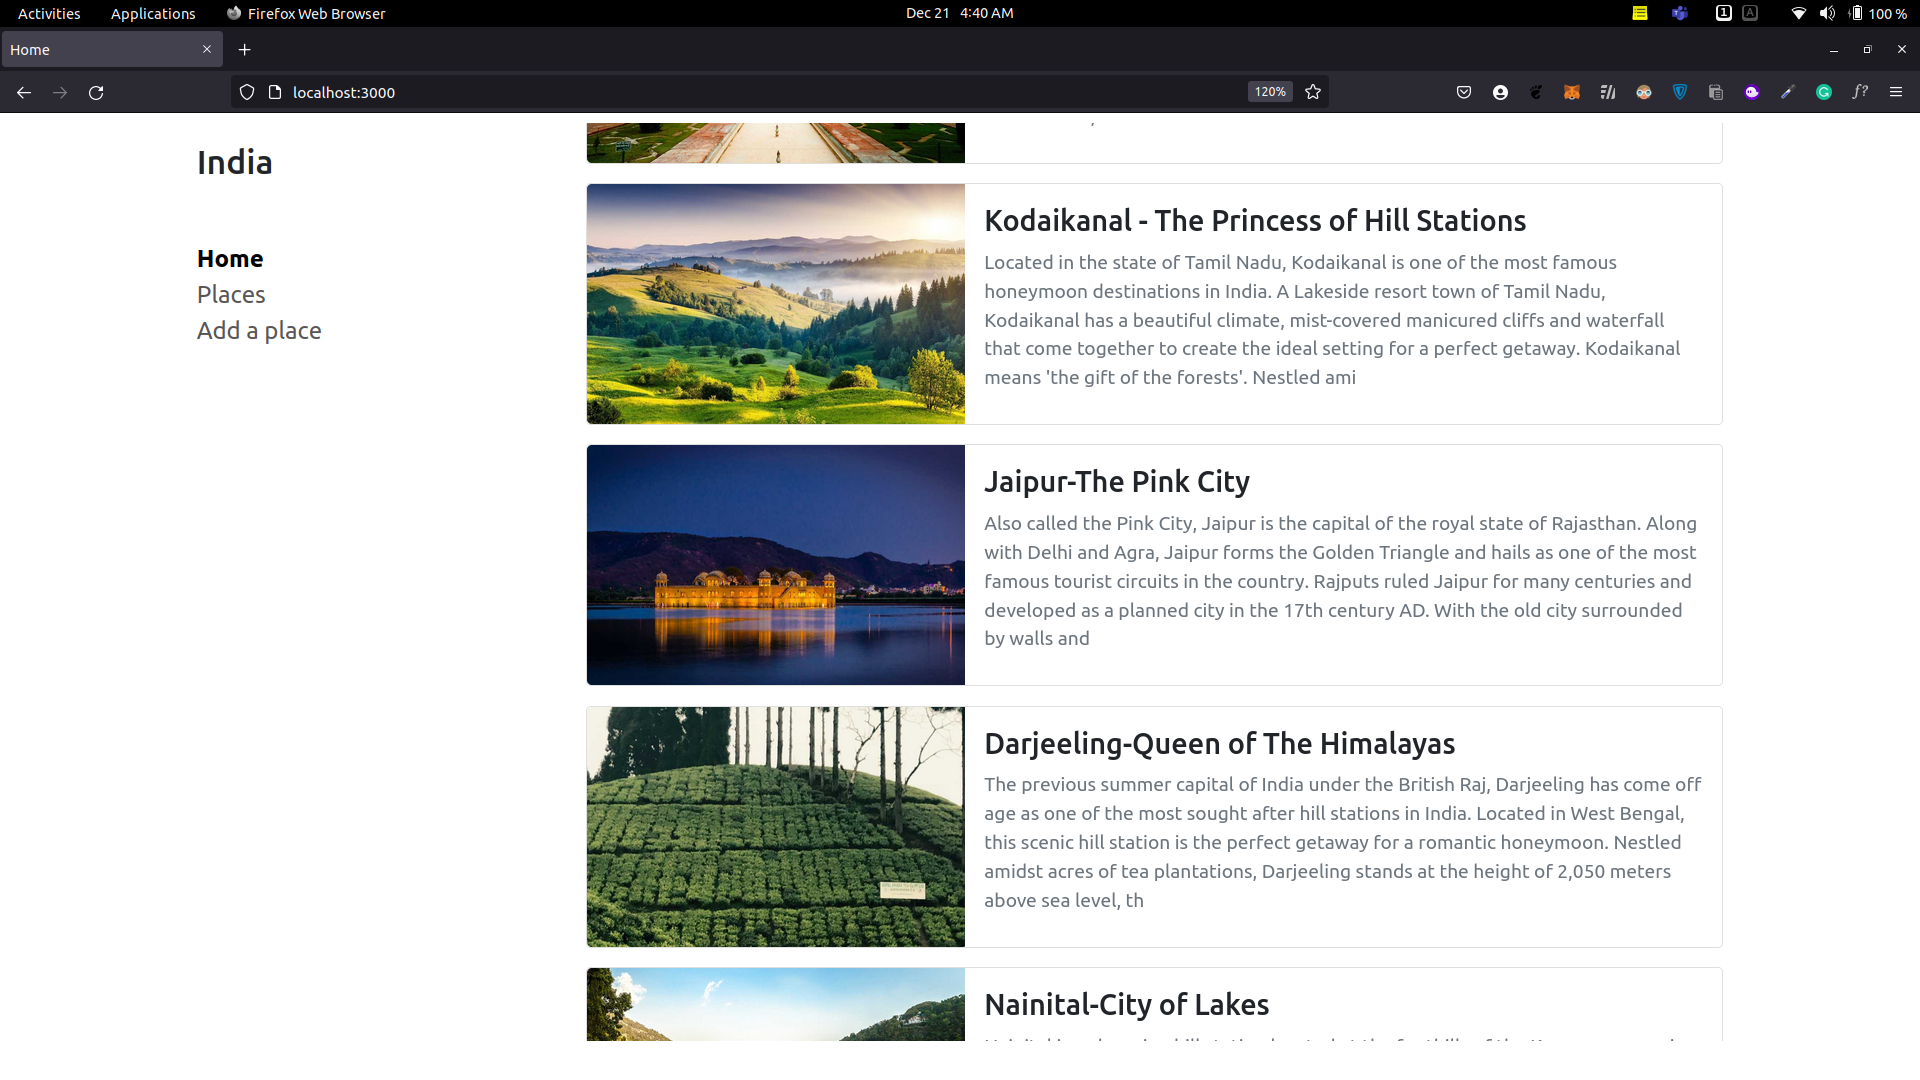 Activities Applications Firefox Web Browser Dec 21 4:40 AM 1 A 100 %
Home
localhost:3000 120% f?
India
Home
Places
Add a place
Kodaikanal - The Princess of Hill Stations
Located in the state of Tamil Nadu, Kodaikanal is one of the most famous
honeymoon destinations in India. A Lakeside resort town of Tamil Nadu,
Kodaikanal has a beautiful climate, mist-covered manicured cliffs and waterfall
that come together to create the ideal setting for a perfect getaway. Kodaikanal
means 'the gift of the forests'. Nestled ami
Jaipur-The Pink City
Also called the Pink City, Jaipur is the capital of the royal state of Rajasthan. Along
with Delhi and Agra, Jaipur forms the Golden Triangle and hails as one of the most
famous tourist circuits in the country. Rajputs ruled Jaipur for many centuries and
developed as a planned city in the 17th century AD. With the old city surrounded
by walls and
Darjeeling-Queen of The Himalayas
The previous summer capital of India under the British Raj, Darjeeling has come off
age as one of the most sought after hill stations in India. Located in West Bengal,
this scenic hill station is the perfect getaway for a romantic honeymoon. Nestled
amidst acres of tea plantations, Darjeeling stands at the height of 2,050 meters
above sea level, th
Nainital-City of Lakes